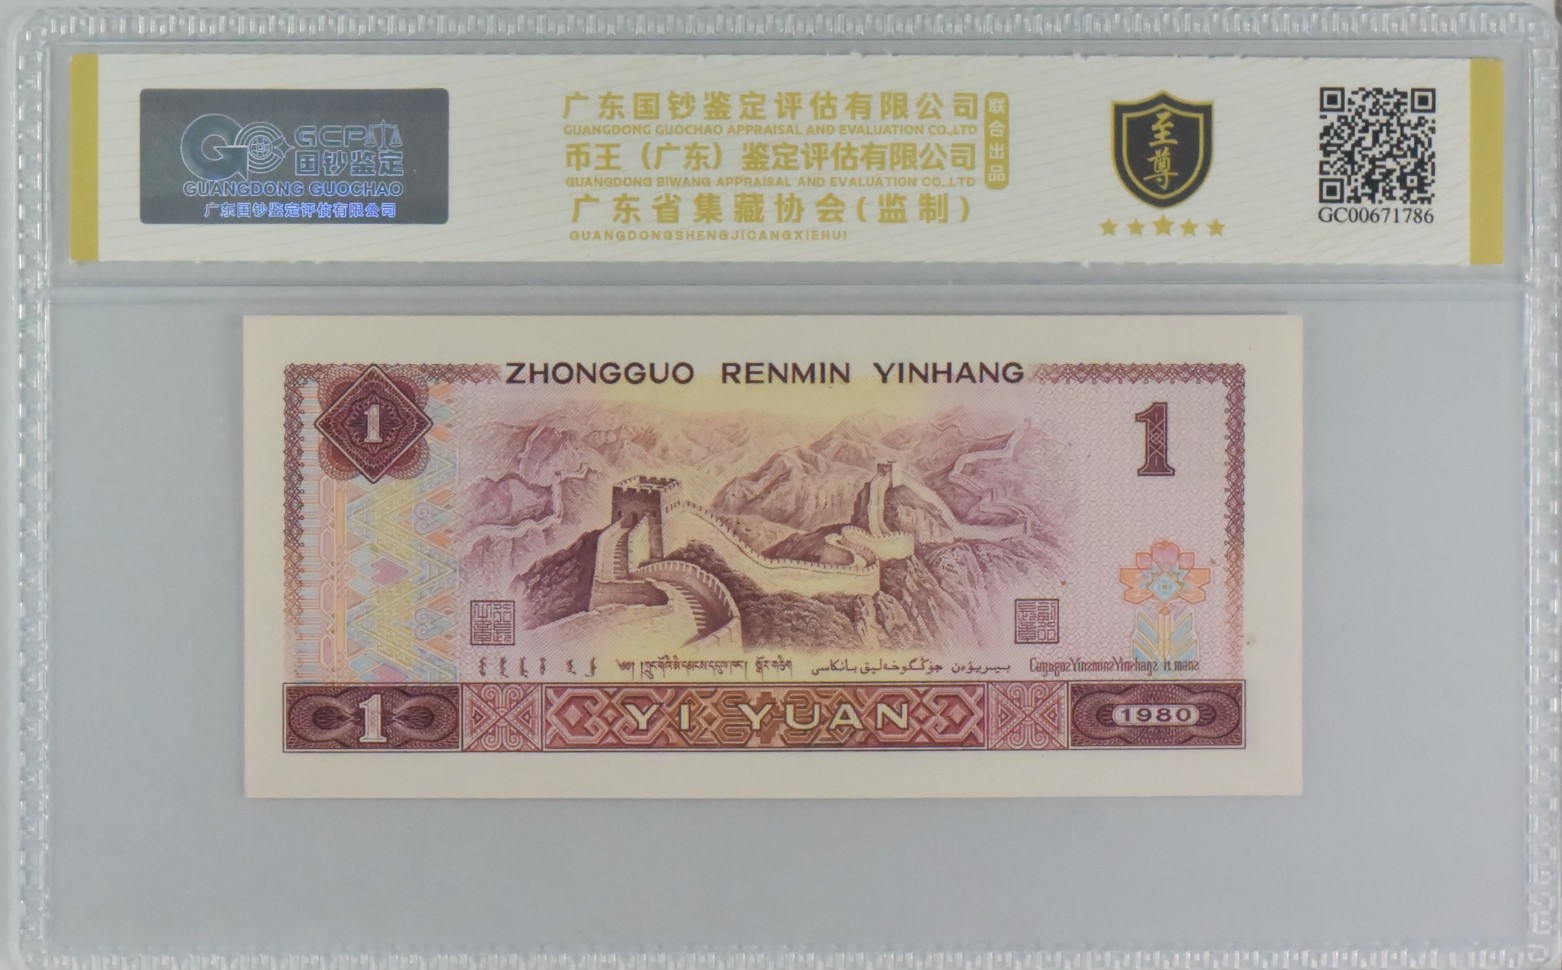 GCP
国钞鉴定
GUANGDONG GUOCHAO
广东国钞鉴定评估有限公司
广东国钞鉴定评估有限公司
GUANGDONG GUOCHAO APPRAISAL AND EVALUATION CO.,LTD
币王（广东）鉴定评估有限公司
GUANGDONG BIWANG APPRAISAL AND EVALUATION CO.,LTD
广东省集藏协会(监制)
GUANGDONGSHENGJICANGXIEHUI
联合出品
至尊
GC00671786
ZHONGGUO RENMIN YINHANG
1
1
جۇڭگوخەلىق بانكاسى بىسىريۋەن
1
YI YUAN
1980